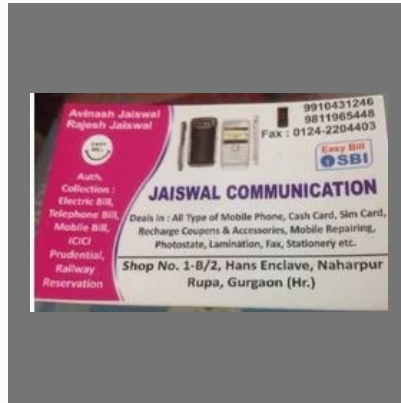 Avinash Jaiswal
Rajesh Jaiswal
EASY
BILL
Auth.
Collection :
Electric Bill,
Telephone Bill,
Mobile Bill,
ICICI
Prudential,
Railway
Reservation
9910431246
9811965448
Fax : 0124-2204403
Easy Bill
SBI
JAISWAL COMMUNICATION
Deals in : All Type of Mobile Phone, Cash Card, Sim Card,
Recharge Coupens & Accessories, Mobile Repairing,
Photostate, Lamination, Fax, Stationery etc.
Shop No. 1-B/2, Hans Enclave, Naharpur
Rupa, Gurgaon (Hr.)